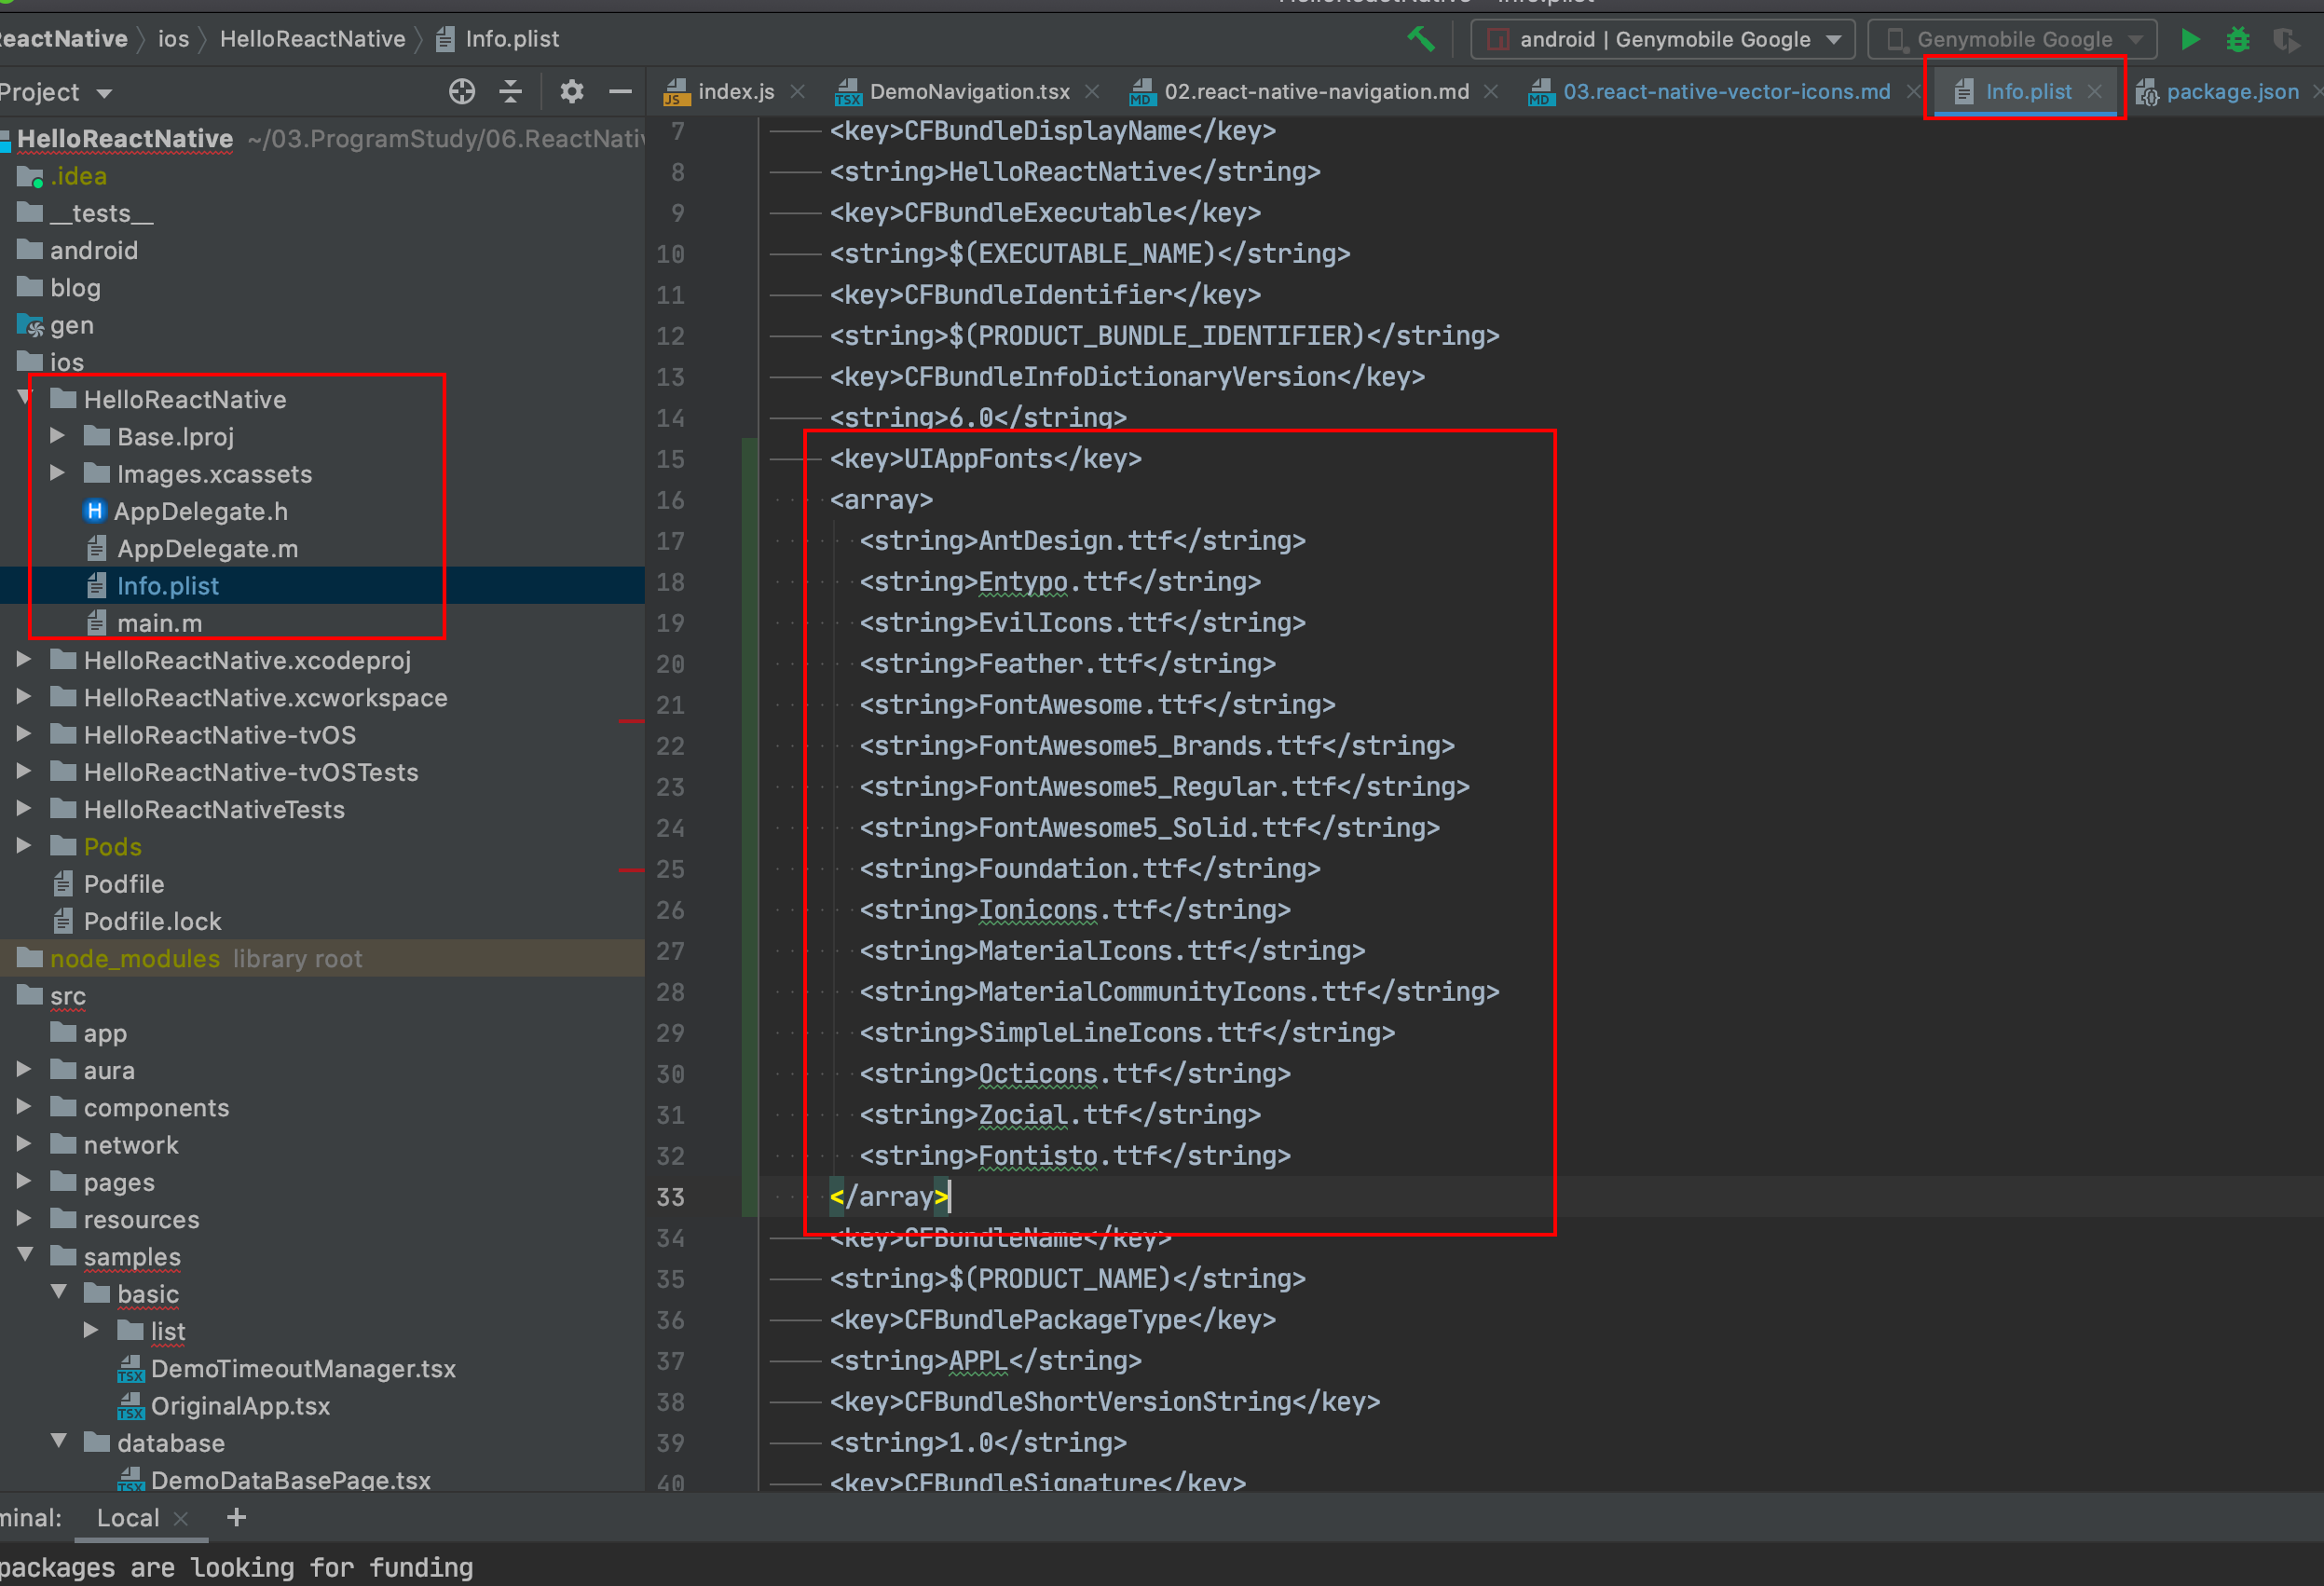 ReactNative ios HelloReactNative Info.plist
android | Genymobile Google
Genymobile Google
Project
index.js
DemoNavigation.tsx
02.react-native-navigation.md
03.react-native-vector-icons.md
Info.plist
package.json
HelloReactNative ~/03.ProgramStudy/06.ReactNativ
.idea
__tests__
android
blog
gen
ios
HelloReactNative
Base.lproj
Images.xcassets
AppDelegate.h
AppDelegate.m
Info.plist
main.m
HelloReactNative.xcodeproj
HelloReactNative.xcworkspace
HelloReactNative-tvOS
HelloReactNative-tvOSTests
HelloReactNativeTests
Pods
Podfile
Podfile.lock
node_modules library root
src
app
aura
components
network
pages
resources
samples
basic
list
DemoTimeoutManager.tsx
OriginalApp.tsx
database
DemoDataBasePage.tsx
7 <key>CFBundleDisplayName</key>
8 <string>HelloReactNative</string>
9 <key>CFBundleExecutable</key>
10 <string>$(EXECUTABLE_NAME)</string>
11 <key>CFBundleIdentifier</key>
12 <string>$(PRODUCT_BUNDLE_IDENTIFIER)</string>
13 <key>CFBundleInfoDictionaryVersion</key>
14 <string>6.0</string>
15 <key>UIAppFonts</key>
16 <array>
17 <string>AntDesign.ttf</string>
18 <string>Entypo.ttf</string>
19 <string>EvilIcons.ttf</string>
20 <string>Feather.ttf</string>
21 <string>FontAwesome.ttf</string>
22 <string>FontAwesome5_Brands.ttf</string>
23 <string>FontAwesome5_Regular.ttf</string>
24 <string>FontAwesome5_Solid.ttf</string>
25 <string>Foundation.ttf</string>
26 <string>Ionicons.ttf</string>
27 <string>MaterialIcons.ttf</string>
28 <string>MaterialCommunityIcons.ttf</string>
29 <string>SimpleLineIcons.ttf</string>
30 <string>Octicons.ttf</string>
31 <string>Zocial.ttf</string>
32 <string>Fontisto.ttf</string>
33 </array>
34 <key>CFBundleName</key>
35 <string>$(PRODUCT_NAME)</string>
36 <key>CFBundlePackageType</key>
37 <string>APPL</string>
38 <key>CFBundleShortVersionString</key>
39 <string>1.0</string>
40 <key>CFBundleSignature</key>
minal: Local +
packages are looking for funding